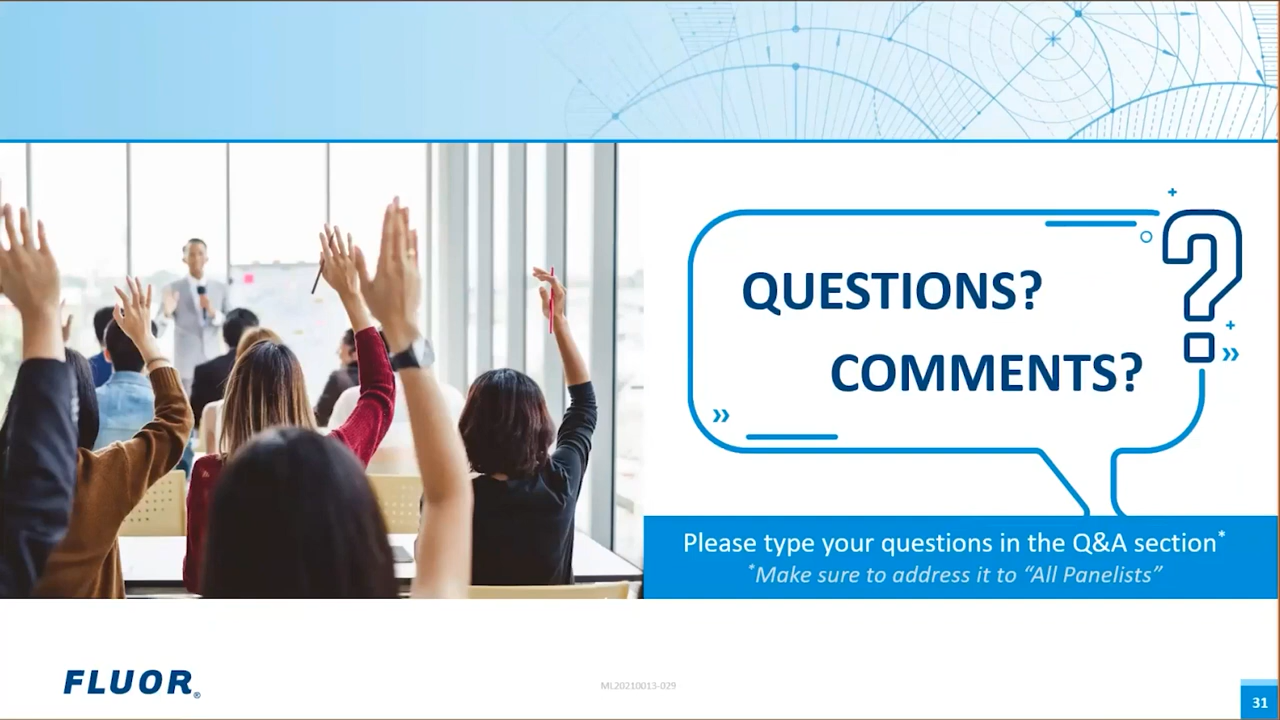 QUESTIONS?
COMMENTS?
Please type your questions in the Q&A section*
*Make sure to address it to “All Panelists”
FLUOR®
ML20210013-029
31